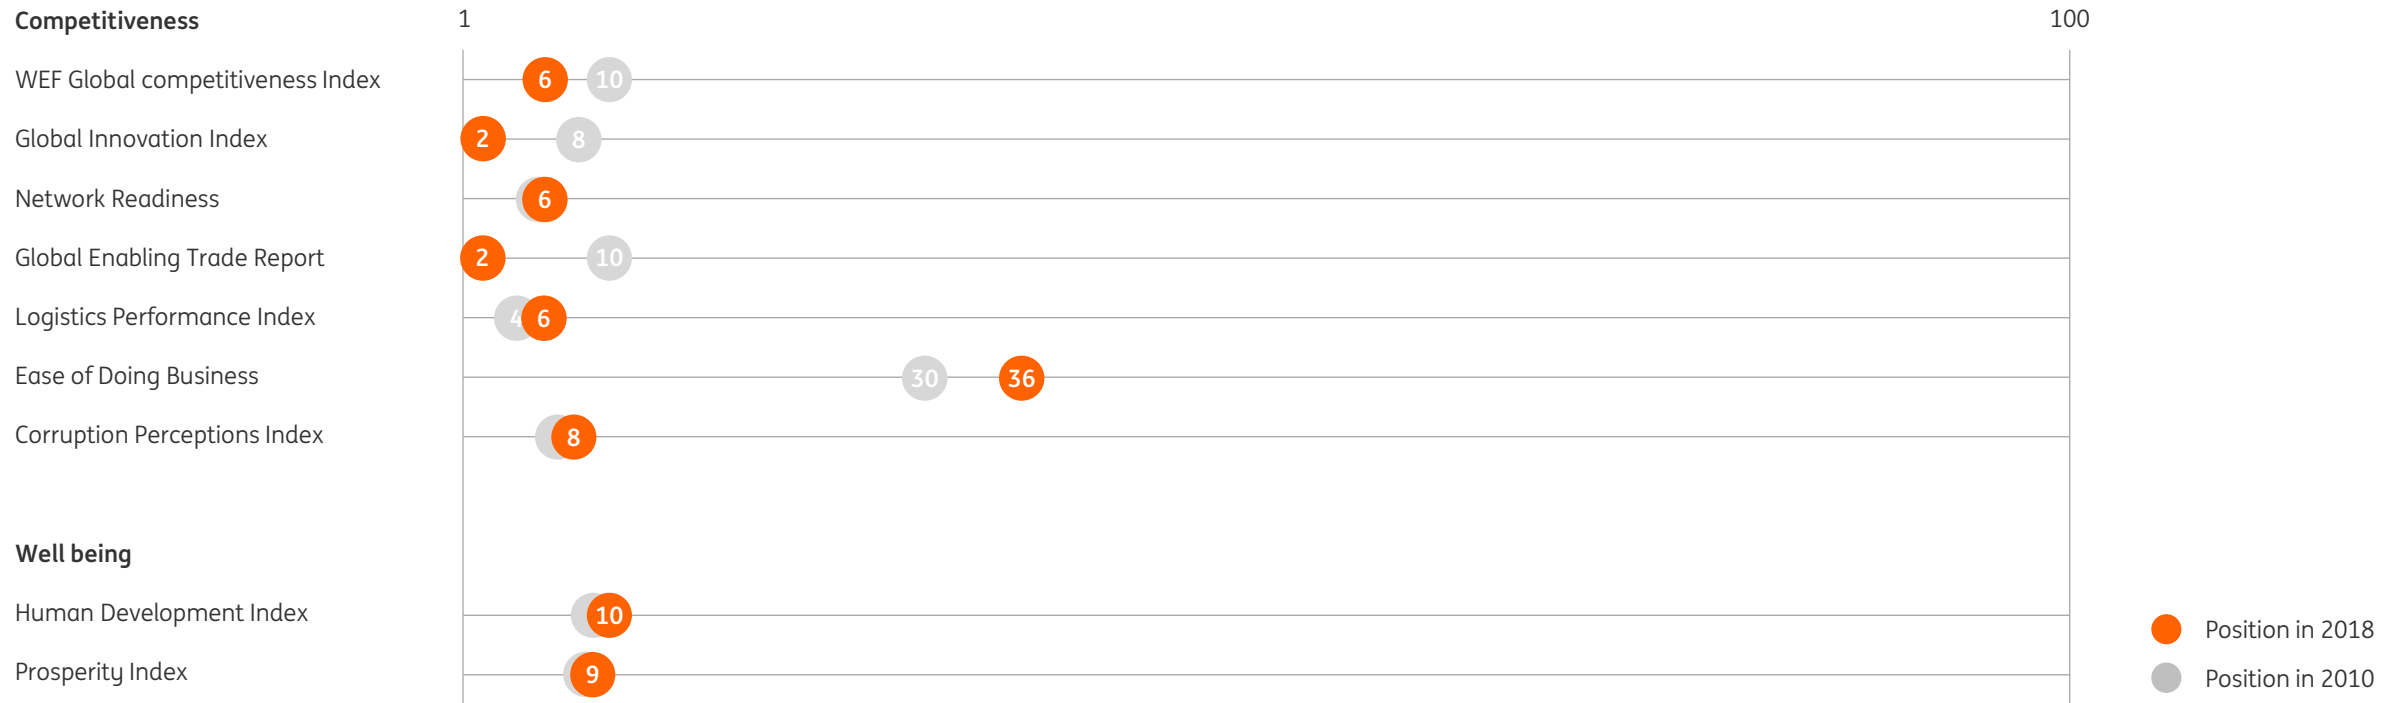 Competitiveness
1
100
WEF Global competitiveness Index
6
10
Global Innovation Index
2
8
Network Readiness
6
Global Enabling Trade Report
2
10
Logistics Performance Index
4
6
Ease of Doing Business
30
36
Corruption Perceptions Index
8
Well being
Human Development Index
10
Position in 2018
Prosperity Index
9
Position in 2010